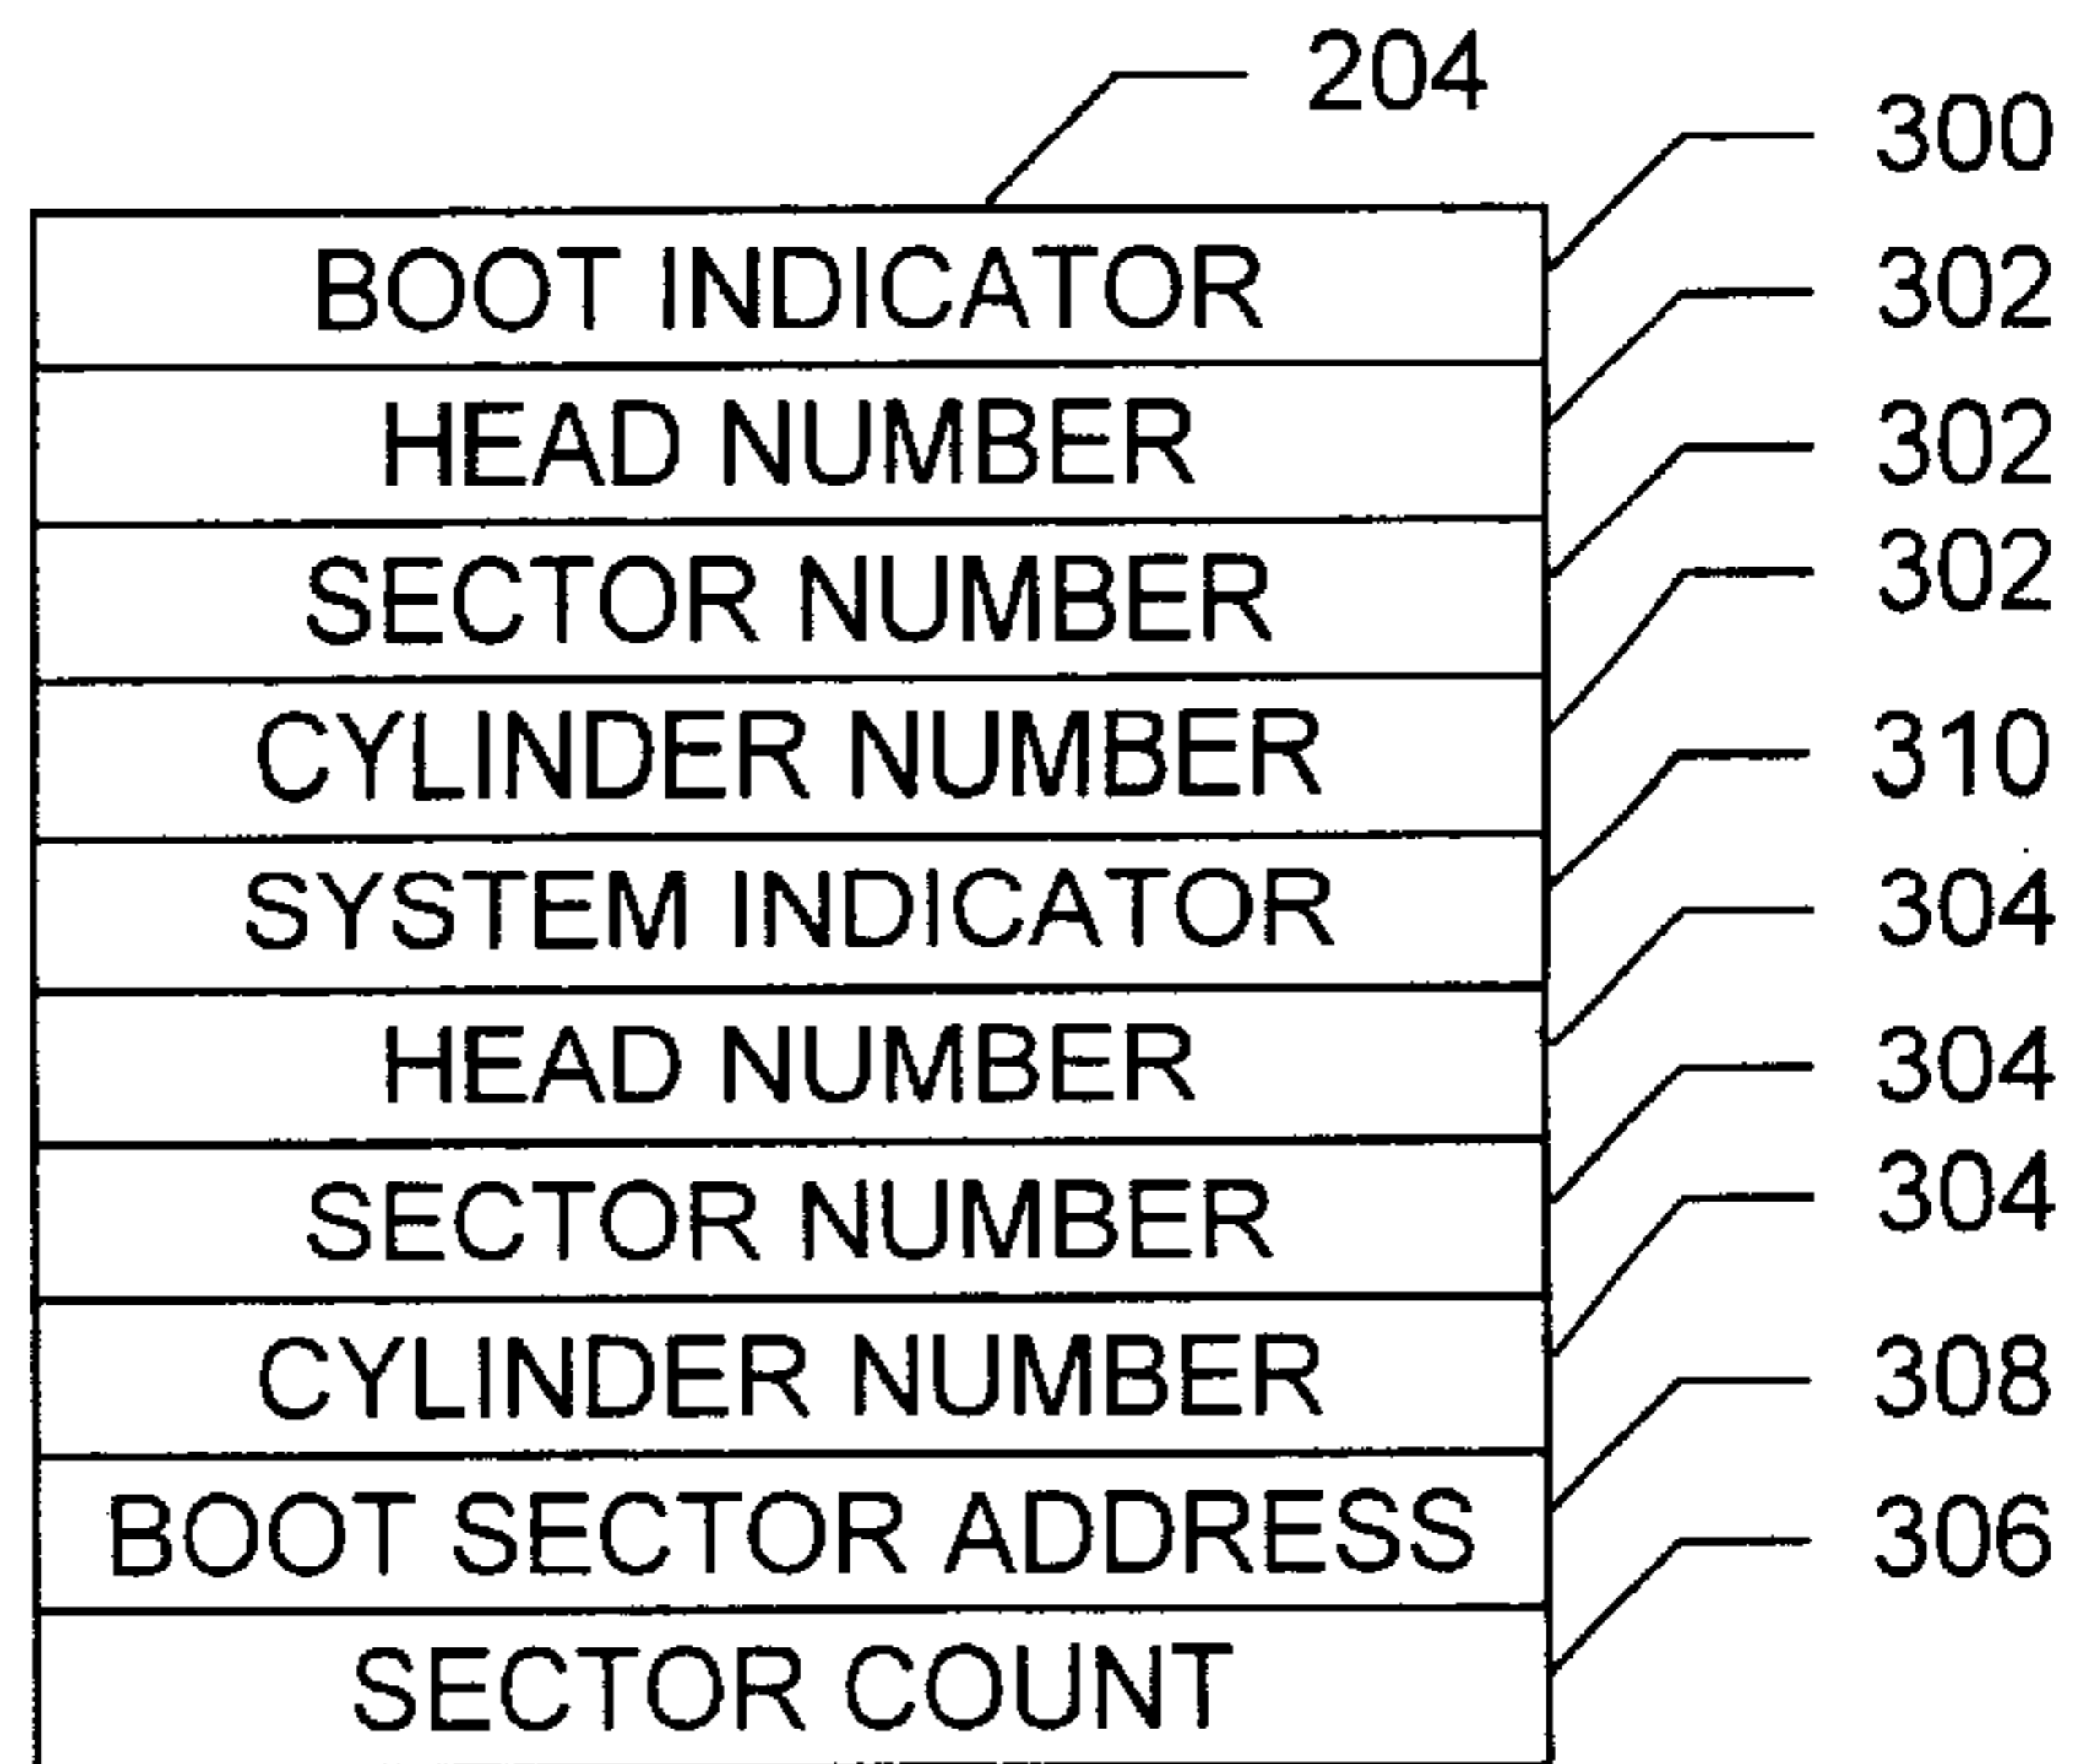 204
300
BOOT INDICATOR
302
HEAD NUMBER
302
SECTOR NUMBER
302
CYLINDER NUMBER
310
SYSTEM INDICATOR
304
HEAD NUMBER
304
SECTOR NUMBER
304
CYLINDER NUMBER
308
BOOT SECTOR ADDRESS
306
SECTOR COUNT